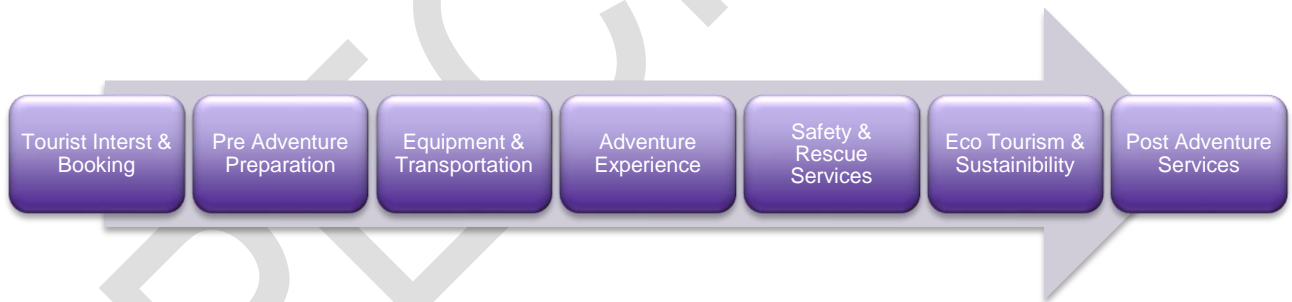 Tourist Interst &
Booking
Pre Adventure
Preparation
Equipment &
Transportation
Adventure
Experience
Safety &
Rescue
Services
Eco Tourism &
Sustainibility
Post Adventure
Services